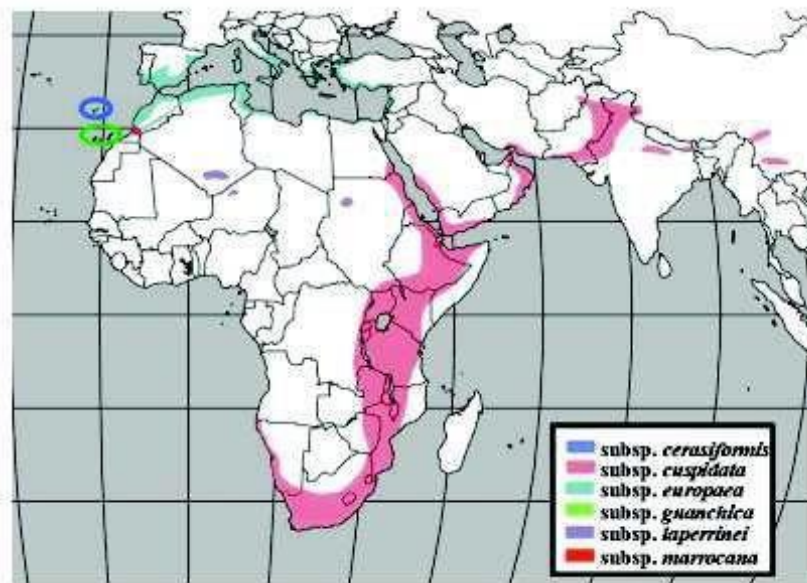 subsp. cerasiformis
subsp. cuspidata
subsp. europaea
subsp. guanchica
subsp. laperrinei
subsp. marrocana